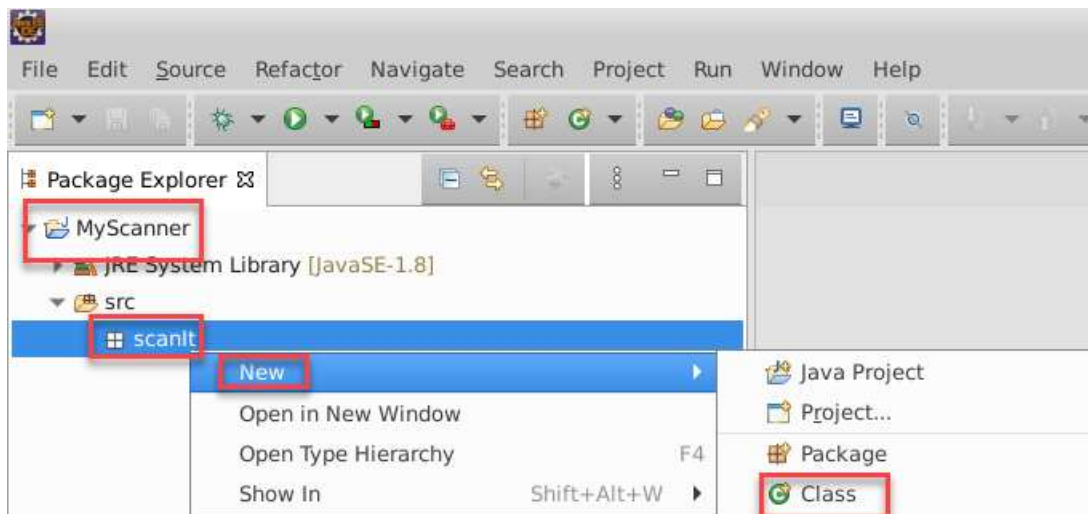 File Edit Source Refactor Navigate Search Project Run Window Help
Package Explorer
MyScanner
JRE System Library [JavaSE-1.8]
src
scanIt
New
Java Project
Open in New Window
Project...
Open Type Hierarchy F4
Package
Show In Shift+Alt+W
Class